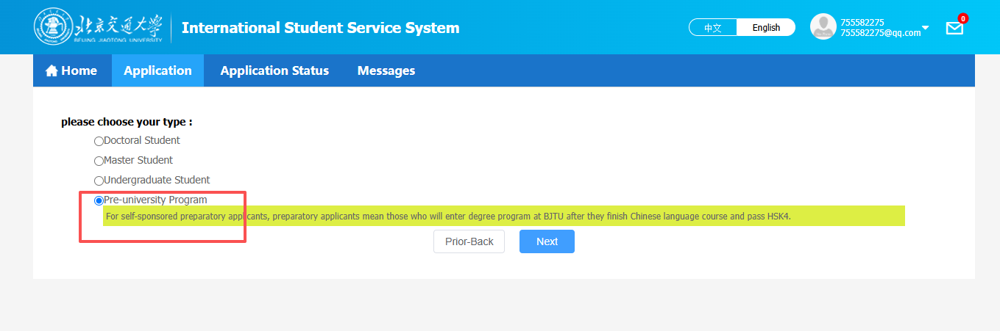 北京交通大学
BEIJING JIAOTONG UNIVERSITY
International Student Service System
中文
English
755582275
755582275@qq.com
0
Home
Application
Application Status
Messages
please choose your type :
Doctoral Student
Master Student
Undergraduate Student
Pre-university Program
For self-sponsored preparatory applicants, preparatory applicants mean those who will enter degree program at BJTU after they finish Chinese language course and pass HSK4.
Prior-Back
Next